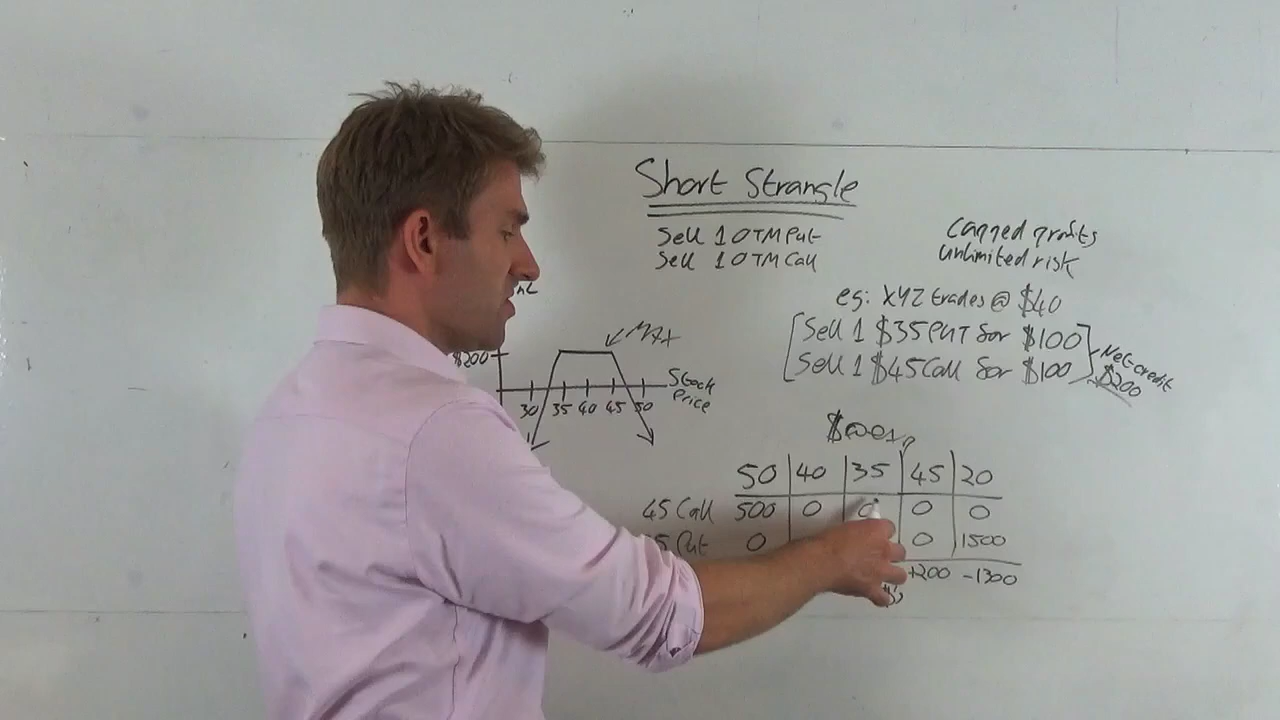 Short Strangle
Sell 1 OTM Put
Sell 1 OTM Call
Capped profits
unlimited risk
eg: XYZ trades @ $40
[Sell 1 $35 PUT for $100]
[Sell 1 $45 Call for $100]
Net credit
$200
$200
MAX
Stock
Price
30 35 40 45 50
50 40 35 45 20
45 Call 500 0 0 0 0
5 Put 0 0 1500
+200 -1300